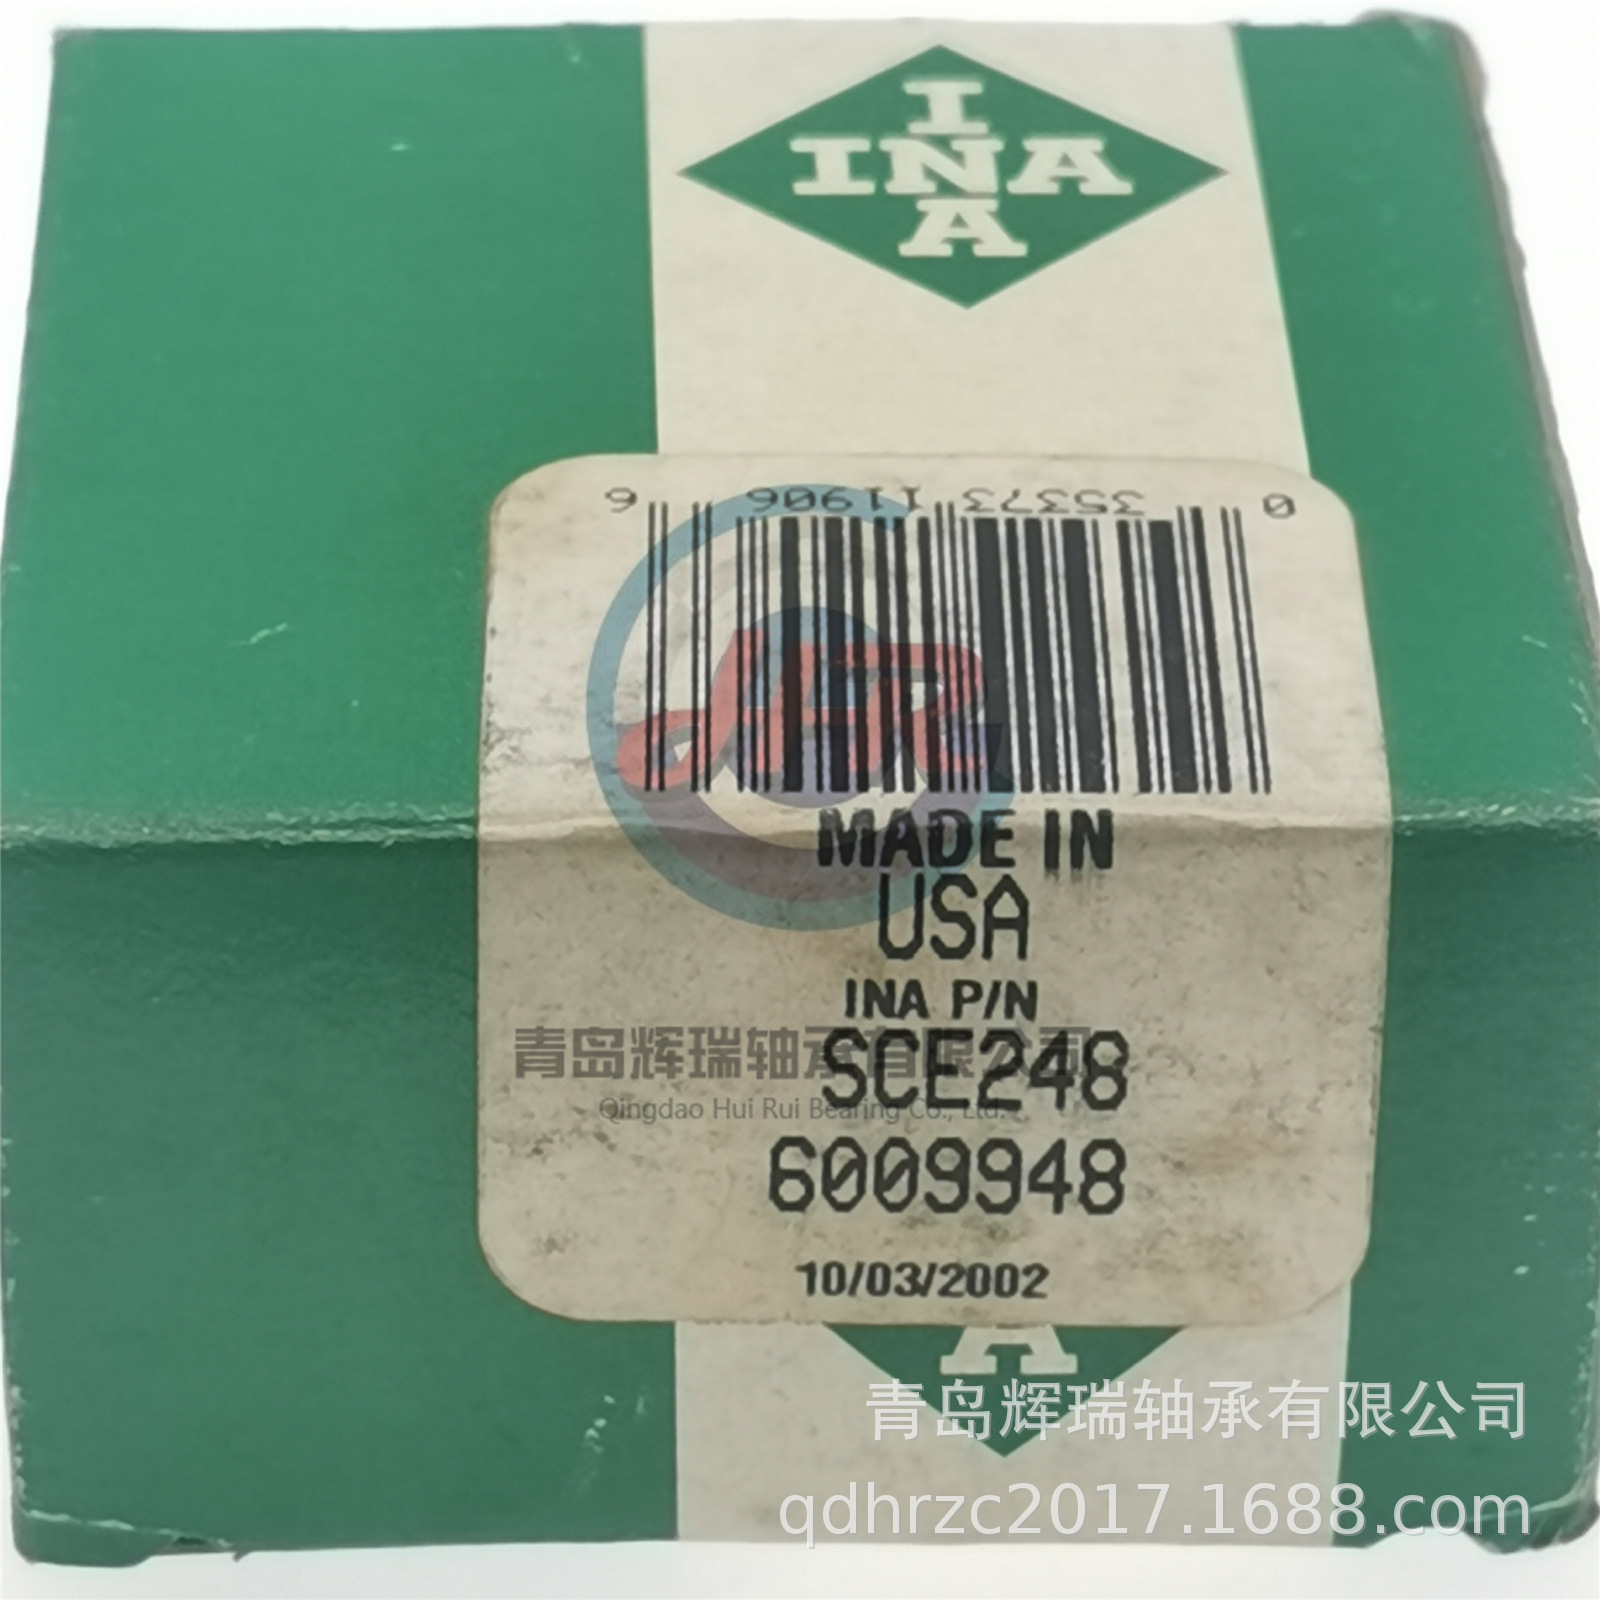 I
INA
A
0 35373 11906 6
HR
MADE IN
USA
INA P/N
SCE248
青岛辉瑞轴承有限公司
Qingdao Hui Rui Bearing Co., Ltd.
6009948
10/03/2002
A
青岛辉瑞轴承有限公司
qdhrzc2017.1688.com